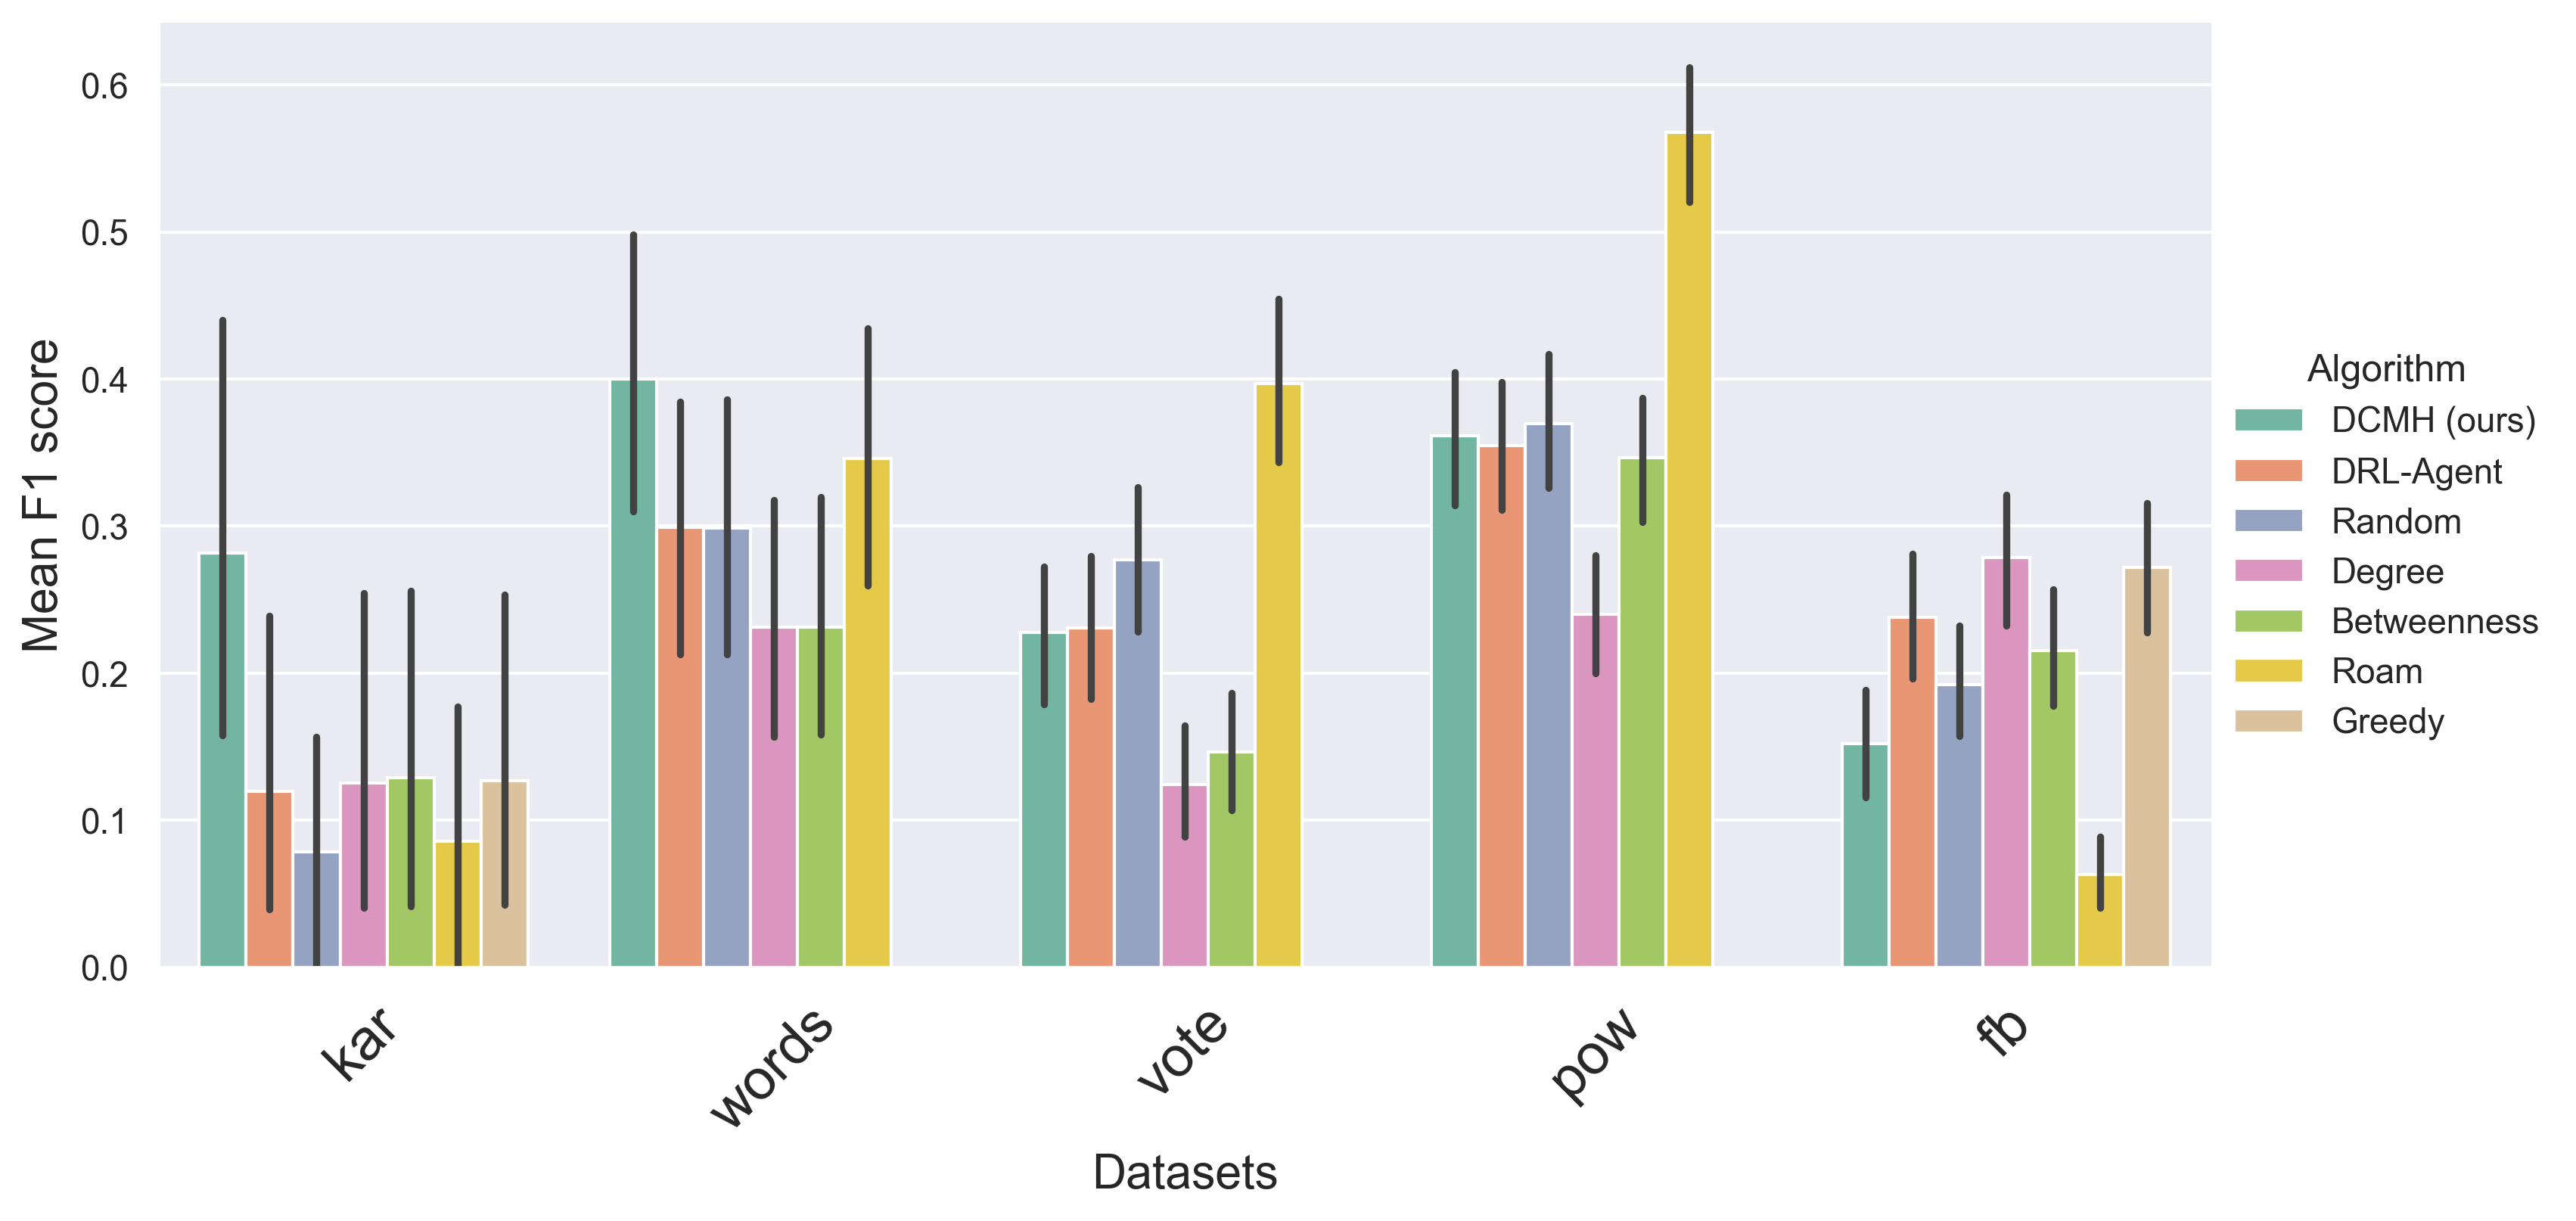 Mean F1 score
0.6
0.5
0.4
0.3
0.2
0.1
0.0
kar
words
vote
pow
fb
Datasets
Algorithm
DCMH (ours)
DRL-Agent
Random
Degree
Betweenness
Roam
Greedy